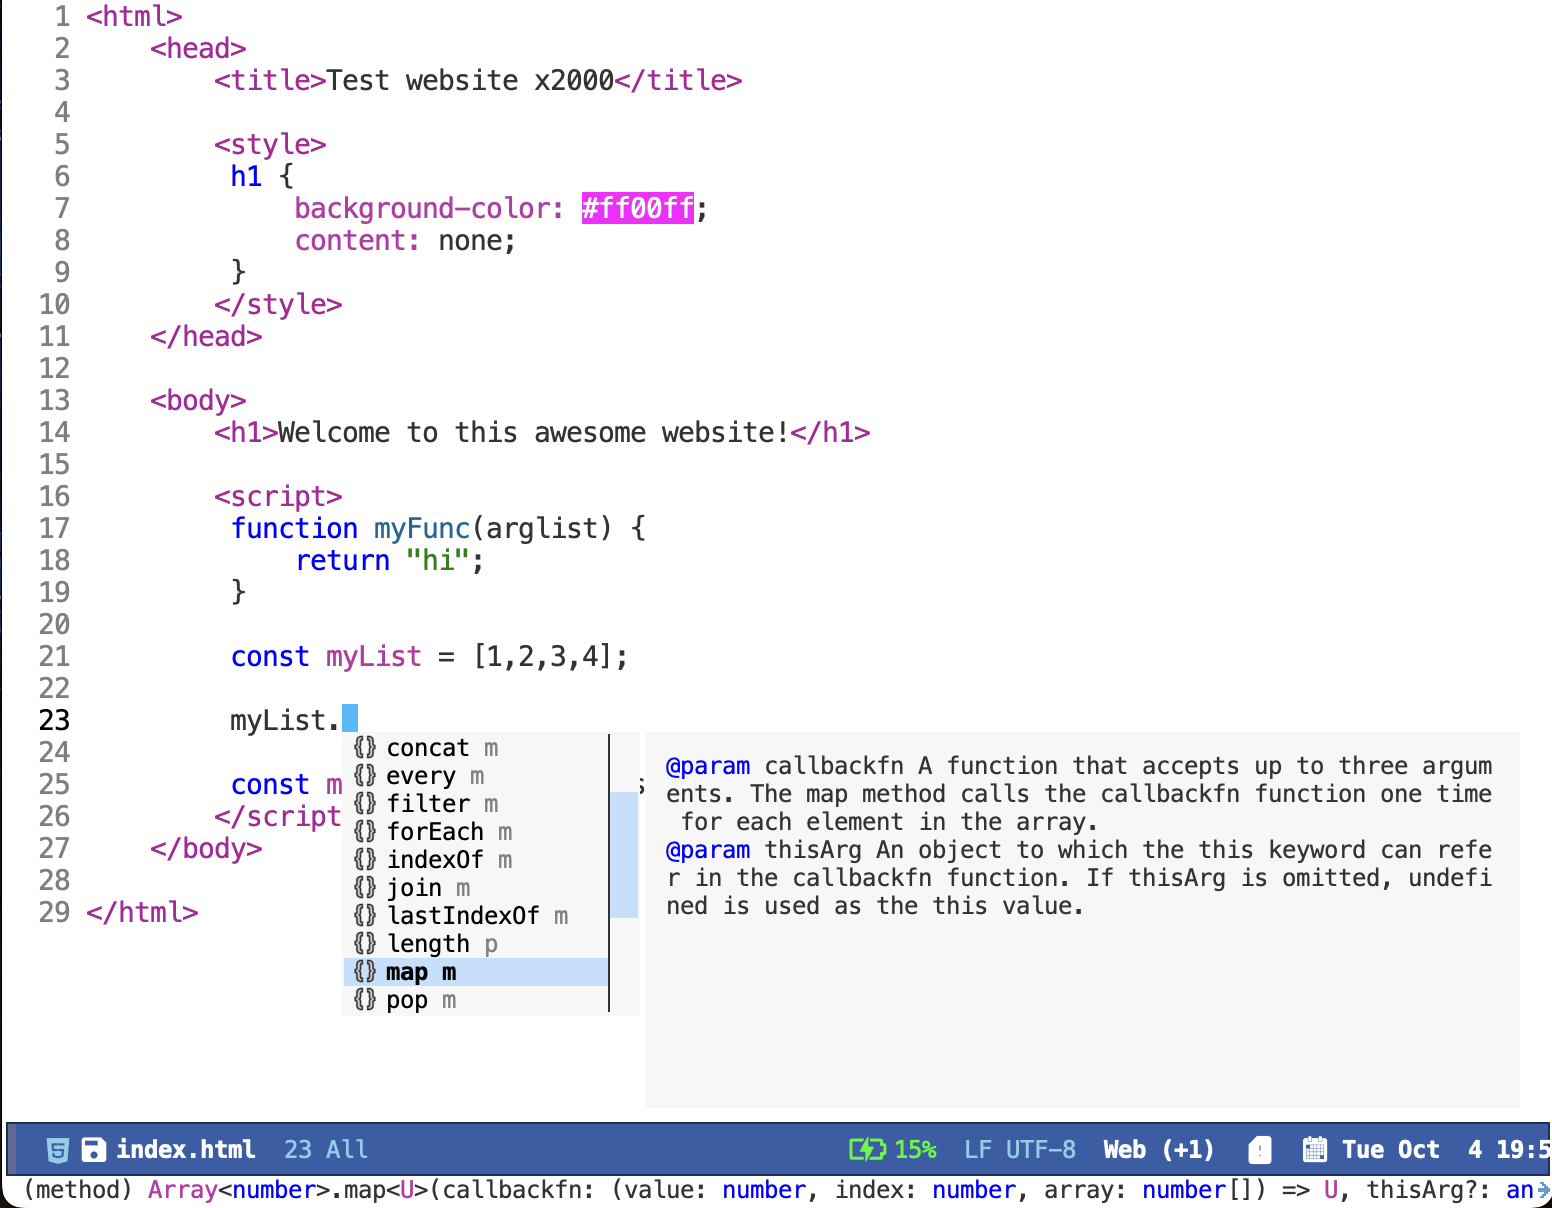 1 <html>
2 <head>
3 <title>Test website x2000</title>
4
5 <style>
6 h1 {
7 background-color: #ff00ff;
8 content: none;
9 }
10 </style>
11 </head>
12
13 <body>
14 <h1>Welcome to this awesome website!</h1>
15
16 <script>
17 function myFunc(arglist) {
18 return "hi";
19 }
20
21 const myList = [1,2,3,4];
22
23 myList.
24
25 const m
26 </script
27 </body>
28
29 </html>
{} concat m
{} every m
{} filter m
{} forEach m
{} indexOf m
{} join m
{} lastIndexOf m
{} length p
{} map m
{} pop m
@param callbackfn A function that accepts up to three argum
ents. The map method calls the callbackfn function one time
for each element in the array.
@param thisArg An object to which the this keyword can refe
r in the callbackfn function. If thisArg is omitted, undefi
ned is used as the this value.
5 index.html 23 All 15% LF UTF-8 Web (+1) ! Tue Oct 4 19:5
(method) Array<number>.map<U>(callbackfn: (value: number, index: number, array: number[]) => U, thisArg?: an